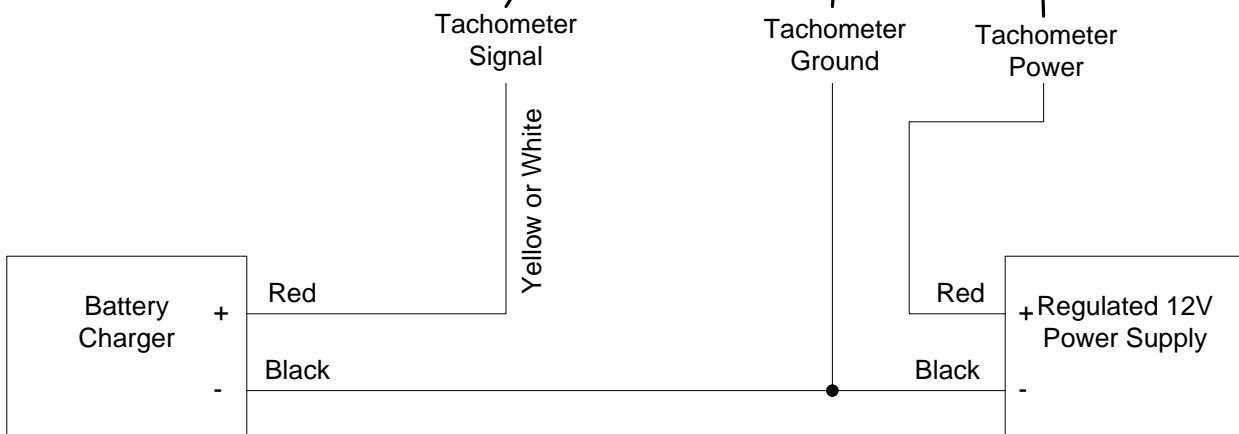 Tachometer
Signal
Tachometer
Ground
Tachometer
Power
Yellow or White
Battery
Charger
+
-
Red
Black
Red
Black
+
-
Regulated 12V
Power Supply